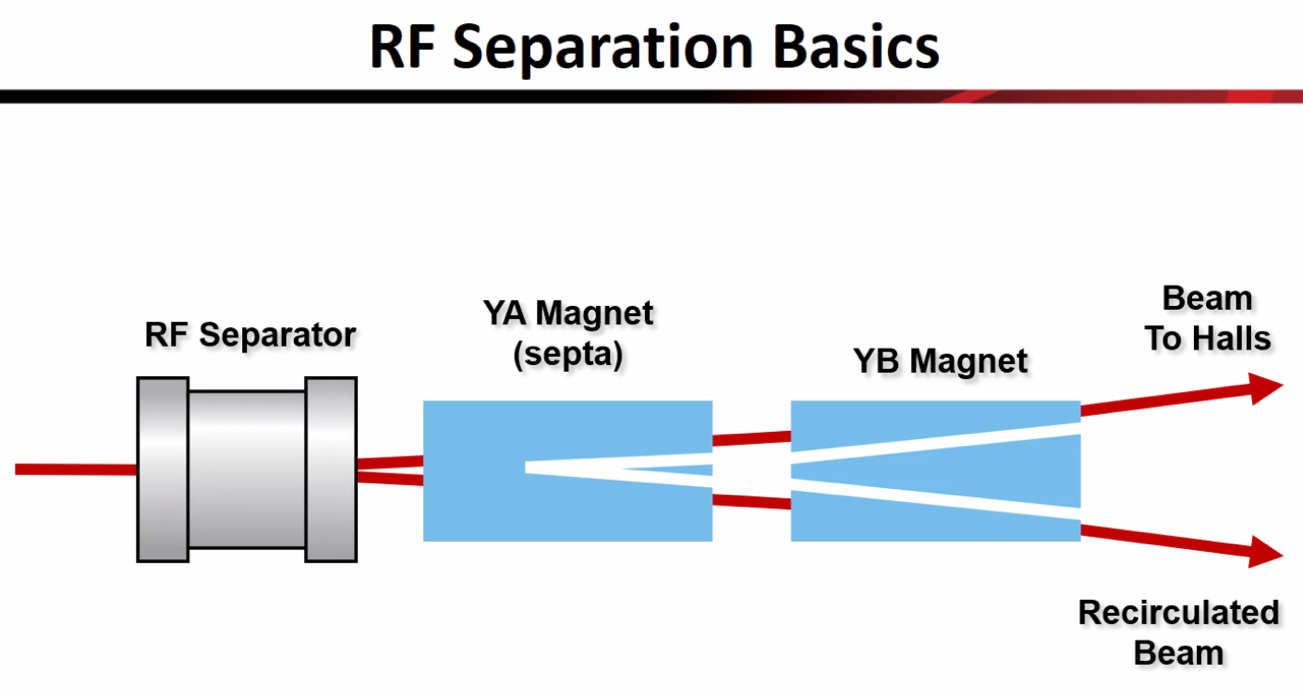 RF Separation Basics
RF Separator
YA Magnet
(septa)
YB Magnet
Beam
To Halls
Recirculated
Beam